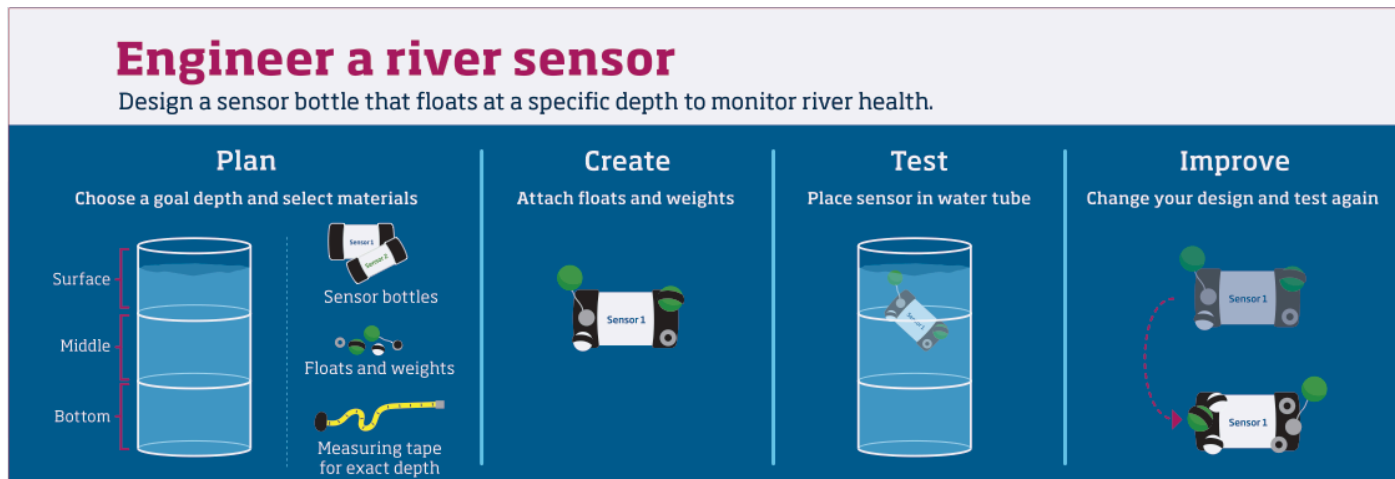 Engineer a river sensor
Design a sensor bottle that floats at a specific depth to monitor river health.
Plan
Choose a goal depth and select materials
Surface
Middle
Bottom
Sensor 1
Sensor 2
Sensor bottles
Floats and weights
Measuring tape
for exact depth
Create
Attach floats and weights
Sensor 1
Test
Place sensor in water tube
Sensor 1
Improve
Change your design and test again
Sensor 1
Sensor 1